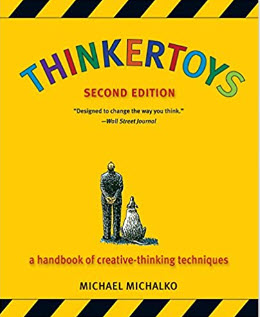 THINKERTOYS
SECOND EDITION
"Designed to change the way you think."
—Wall Street Journal
a handbook of creative-thinking techniques
MICHAEL MICHALKO